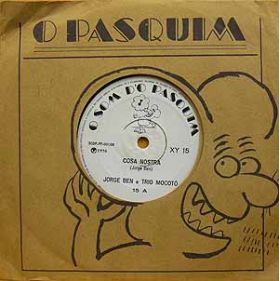 O PASQUIM
O SOM DO PASQUIM
XY 15
COSA NOSTRA
(Jorge Ben)
JORGE BEN e TRIO MOCOTÓ
15 A